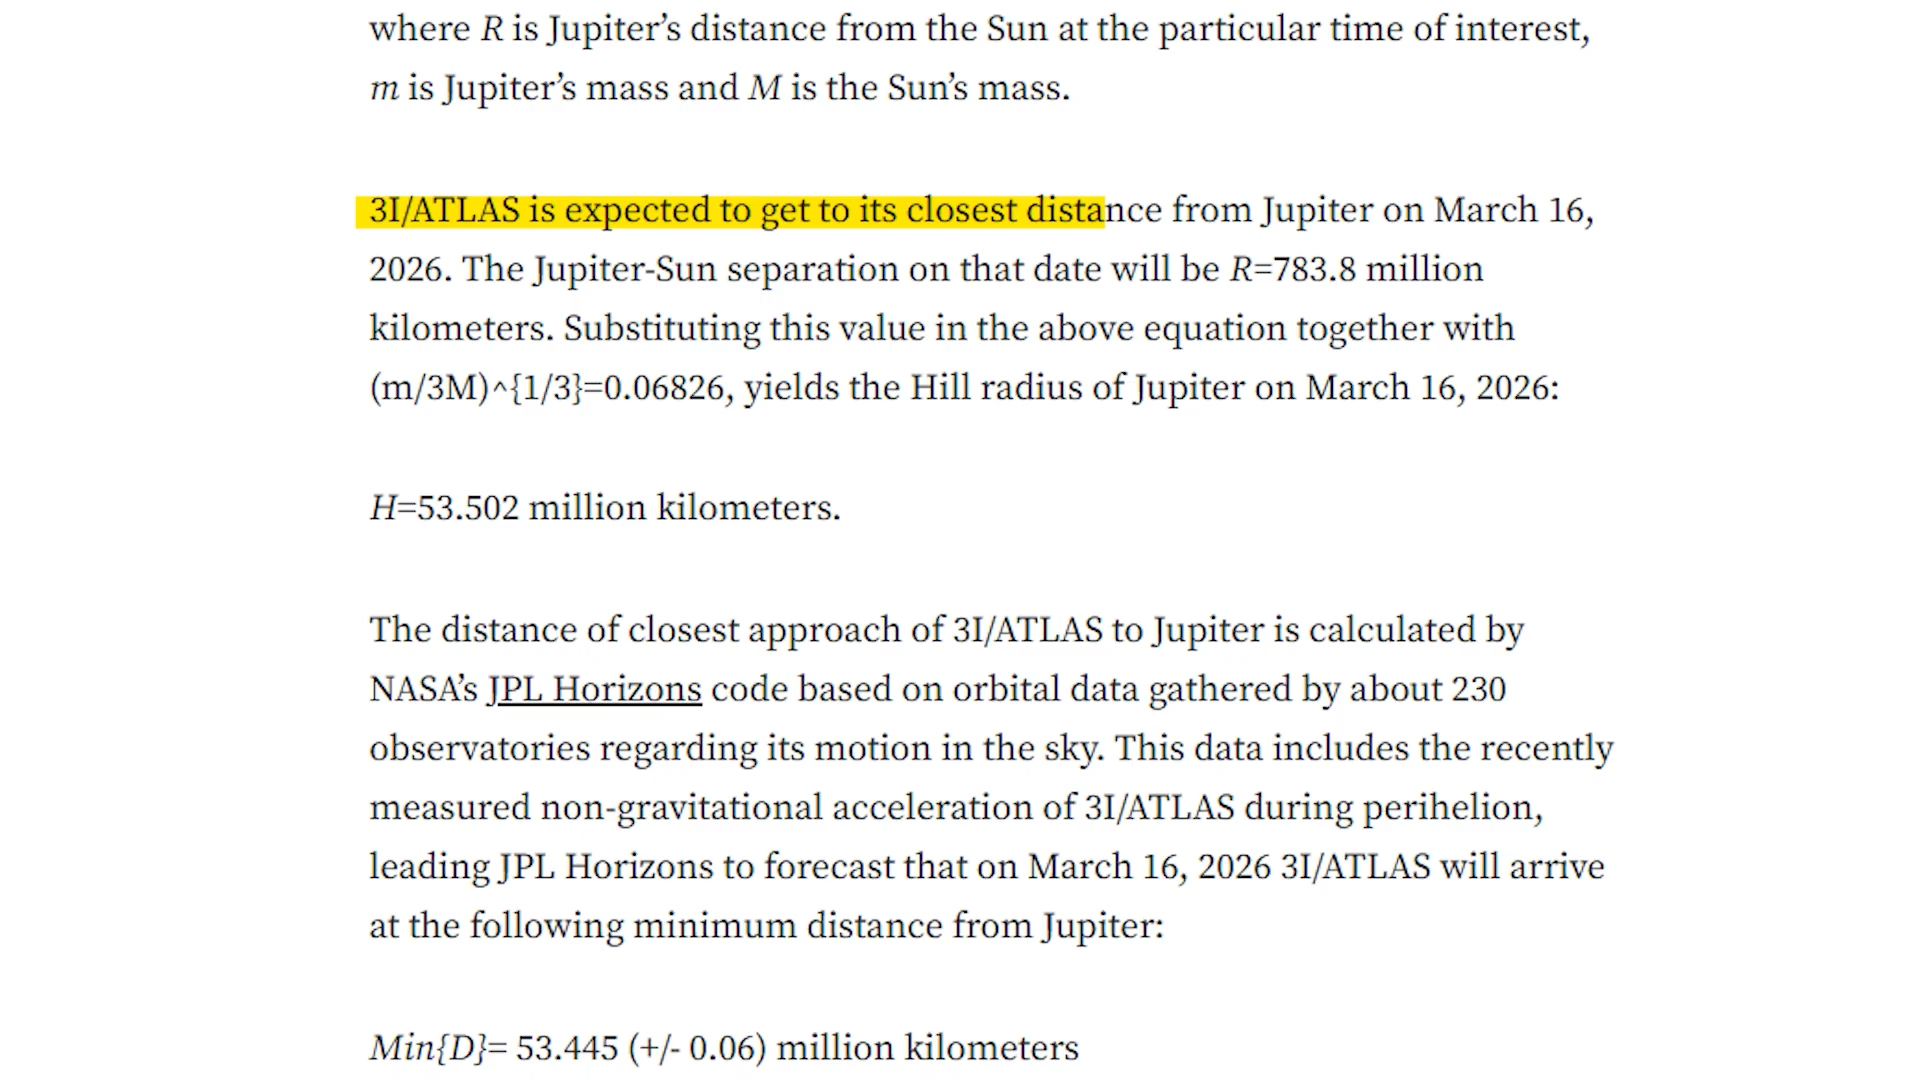 where R is Jupiter’s distance from the Sun at the particular time of interest,
m is Jupiter’s mass and M is the Sun’s mass.
3I/ATLAS is expected to get to its closest distance from Jupiter on March 16,
2026. The Jupiter-Sun separation on that date will be R=783.8 million
kilometers. Substituting this value in the above equation together with
(m/3M)^{1/3}=0.06826, yields the Hill radius of Jupiter on March 16, 2026:
H=53.502 million kilometers.
The distance of closest approach of 3I/ATLAS to Jupiter is calculated by
NASA’s JPL Horizons code based on orbital data gathered by about 230
observatories regarding its motion in the sky. This data includes the recently
measured non-gravitational acceleration of 3I/ATLAS during perihelion,
leading JPL Horizons to forecast that on March 16, 2026 3I/ATLAS will arrive
at the following minimum distance from Jupiter:
Min{D}= 53.445 (+/- 0.06) million kilometers